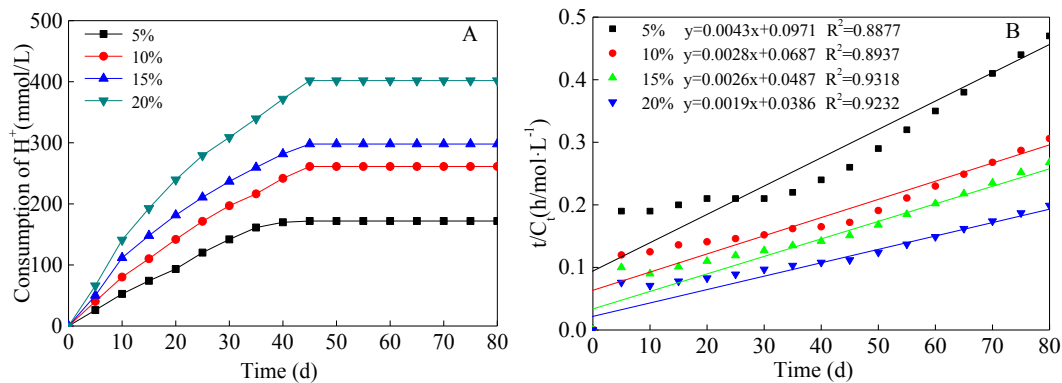 A
5%
10%
15%
20%
Consumption of H⁺(mmol/L)
500
400
300
200
100
0
0 10 20 30 40 50 60 70 80
Time (d)
B
5% y=0.0043x+0.0971 R²=0.8877
10% y=0.0028x+0.0687 R²=0.8937
15% y=0.0026x+0.0487 R²=0.9318
20% y=0.0019x+0.0386 R²=0.9232
t/Cₜ(h/mol·L⁻¹)
0.5
0.4
0.3
0.2
0.1
0.0
0 10 20 30 40 50 60 70 80
Time (d)